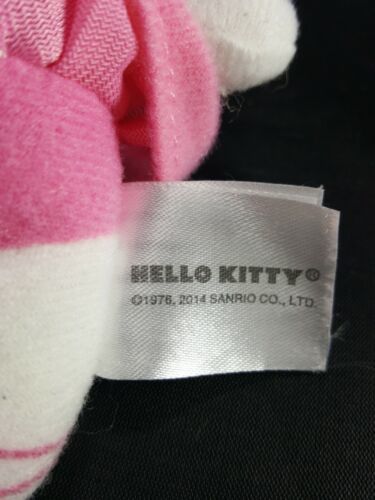 HELLO KITTY®
©1976, 2014 SANRIO CO., LTD.